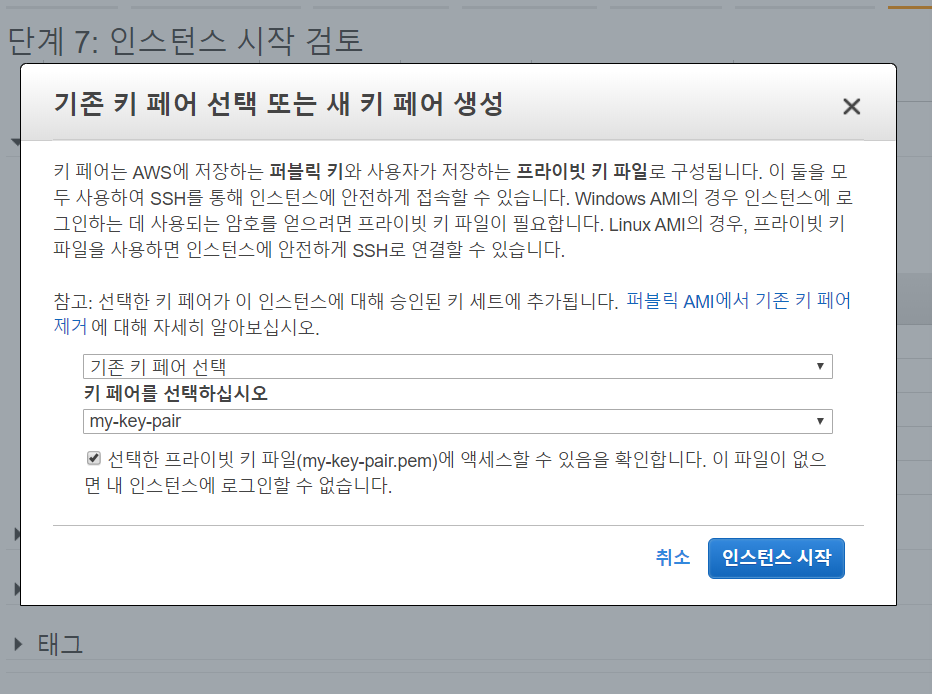 단계 7: 인스턴스 시작 검토
기존 키 페어 선택 또는 새 키 페어 생성
키 페어는 AWS에 저장하는 퍼블릭 키와 사용자가 저장하는 프라이빗 키 파일로 구성됩니다. 이 둘을 모
두 사용하여 SSH를 통해 인스턴스에 안전하게 접속할 수 있습니다. Windows AMI의 경우 인스턴스에 로
그인하는 데 사용되는 암호를 얻으려면 프라이빗 키 파일이 필요합니다. Linux AMI의 경우, 프라이빗 키
파일을 사용하면 인스턴스에 안전하게 SSH로 연결할 수 있습니다.
참고: 선택한 키 페어가 이 인스턴스에 대해 승인된 키 세트에 추가됩니다. 퍼블릭 AMI에서 기존 키 페어
제거에 대해 자세히 알아보십시오.
기존 키 페어 선택
키 페어를 선택하십시오
my-key-pair
선택한 프라이빗 키 파일(my-key-pair.pem)에 액세스할 수 있음을 확인합니다. 이 파일이 없으
면 내 인스턴스에 로그인할 수 없습니다.
취소 인스턴스 시작
태그